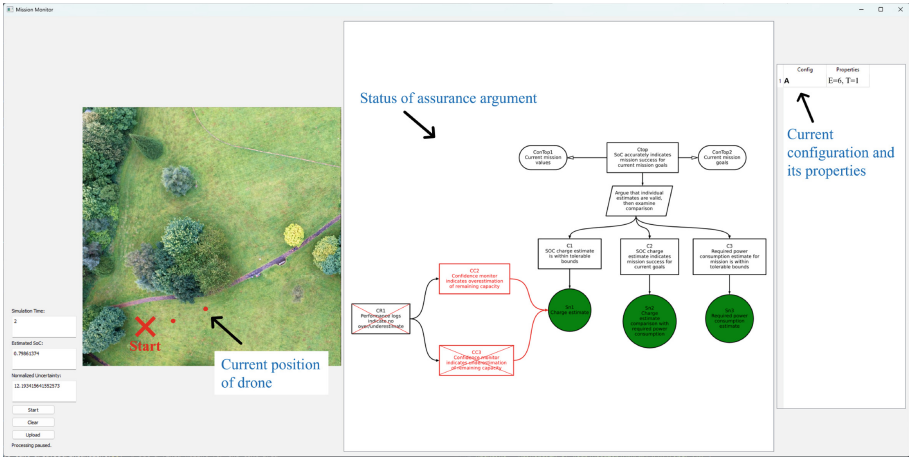 Mission Monitor
Status of assurance argument
Config
Properties
1
A
E=6, T=1
Current
configuration and
its properties
ConTop1
Current mission
values
Ctop
SoC accurately indicates
mission success for
current mission goals
ConTop2
Current mission
goals
Argue that individual
estimates are valid,
then examine
comparison
C1
SOC charge estimate
is within tolerable
bounds
C2
SOC charge
estimate indicates
mission success for
current goals
C3
Required power
consumption estimate for
mission is within
tolerable bounds
CC2
Confidence monitor
indicates overestimation
of remaining capacity
CR1
Performance logs
indicate no
over/underestimate
CC3
Confidence monitor
indicates underestimation
of remaining capacity
Sn1
Charge estimate
Sn2
Charge
estimate
comparison with
required power
consumption
Sn3
Required power
consumption
estimate
Start
Current position
of drone
Simulation Time:
2
Estimated SoC:
0.79861374
Normalized Uncertainty:
12.193415641552573
Start
Clear
Upload
Processing paused.